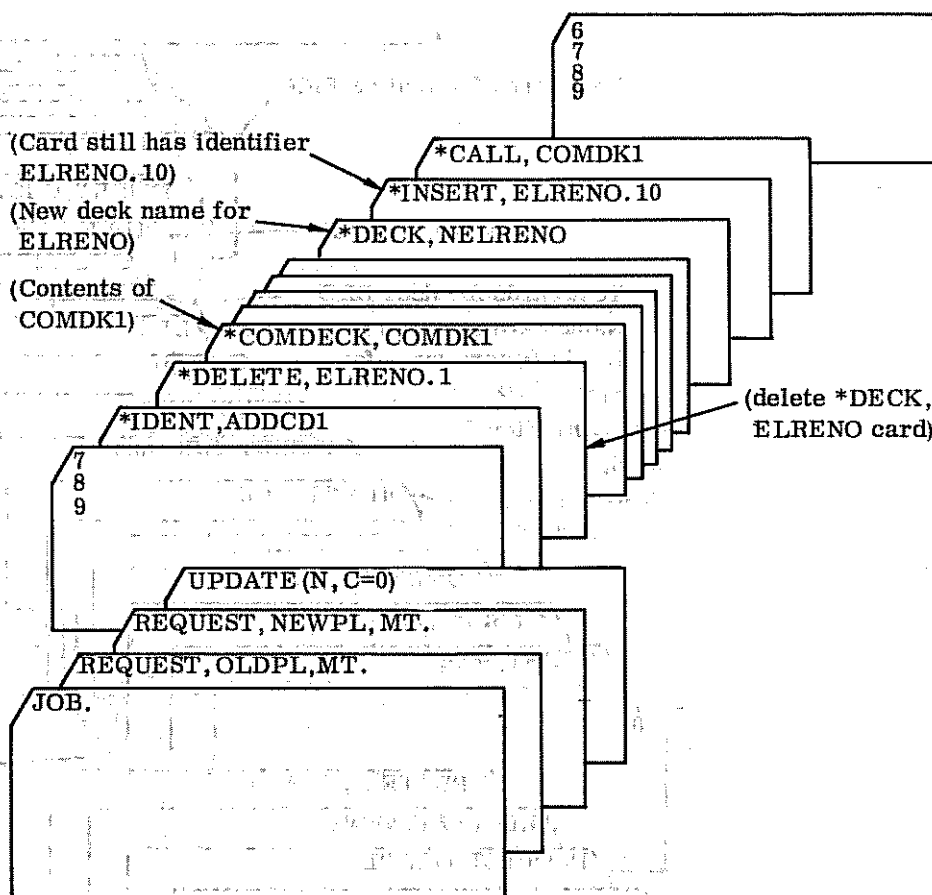 6
7
8
9
(Card still has identifier
ELRENO.10)
*CALL, COMDK1
*INSERT, ELRENO.10
(New deck name for
ELRENO)
*DECK, NELRENO
(Contents of
COMDK1)
*COMDECK, COMDK1
*DELETE, ELRENO.1
(delete *DECK,
ELRENO card)
*IDENT,ADDCD1
7
8
9
UPDATE (N, C=0)
REQUEST, NEWPL, MT.
REQUEST, OLDPL,MT.
JOB.